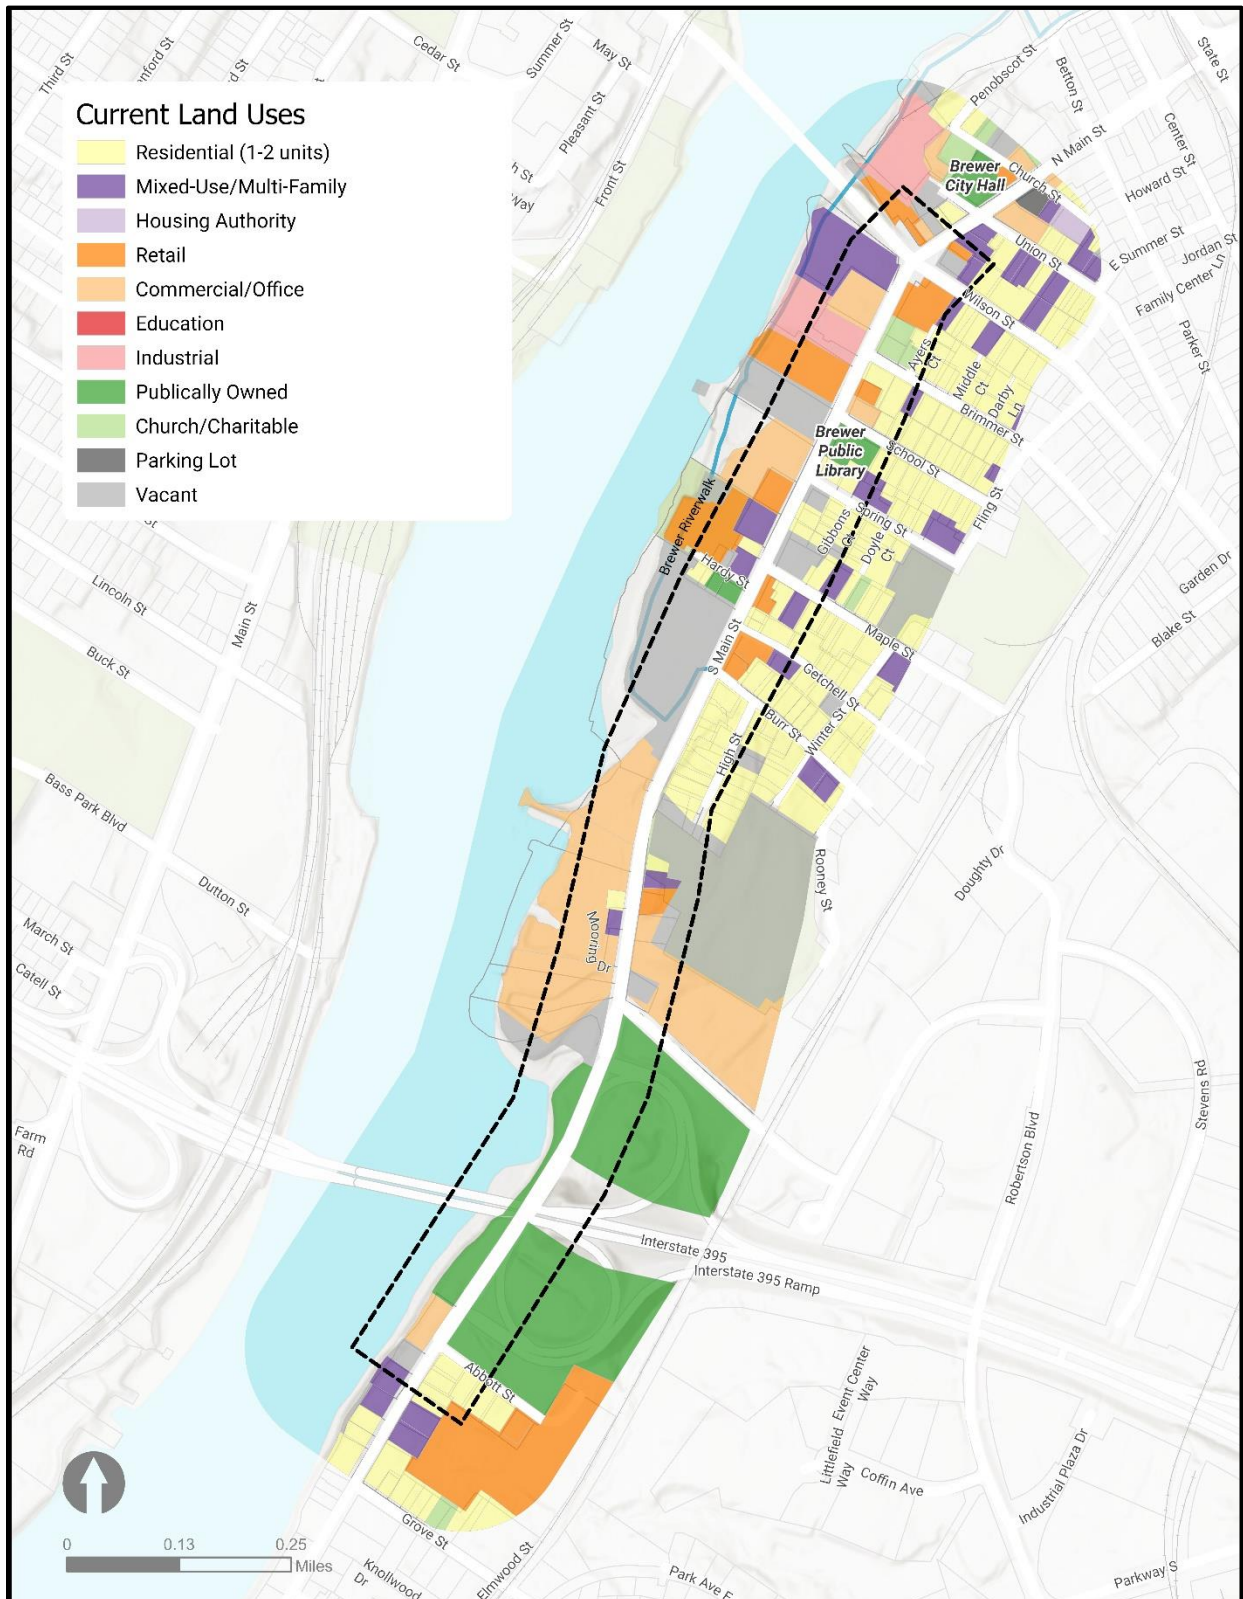 Third St
Cedar St
Summer St
May St
Pleasant St
Front St
Way
Penobscot St
Betton St
State St
N Main St
Center St
Howard St
Church St
Brewer
City Hall
Union St
E Summer St
Jordan St
Family Center Ln
Parker St
Current Land Uses
Residential (1-2 units)
Mixed-Use/Multi-Family
Housing Authority
Retail
Commercial/Office
Education
Industrial
Publically Owned
Church/Charitable
Parking Lot
Vacant
Wilson St
Ayers Ct
Middle Ct
Darby Ln
Brimmer St
School St
Brewer
Public
Library
Spring St
Fling St
Gibbons Ct
Doyle Ct
Brewer Riverwalk
Hardy St
S Main St
Maple St
Getchell St
Burr St
Winter St
High St
Garden Dr
Blake St
Lincoln St
Main St
Buck St
Bass Park Blvd
Dutton St
March St
Catell St
Farm
Rd
Mooring
Dr
Rooney St
Doughty Dr
Stevens Rd
Robertson Blvd
Interstate 395
Interstate 395 Ramp
Abbott St
Grove St
Elmwood St
Knollwood
Dr
Littlefield
Way
Event Center
Way
Coffin Ave
Industrial Plaza Dr
Park Ave E
Parkway S
0
0.13
0.25
Miles